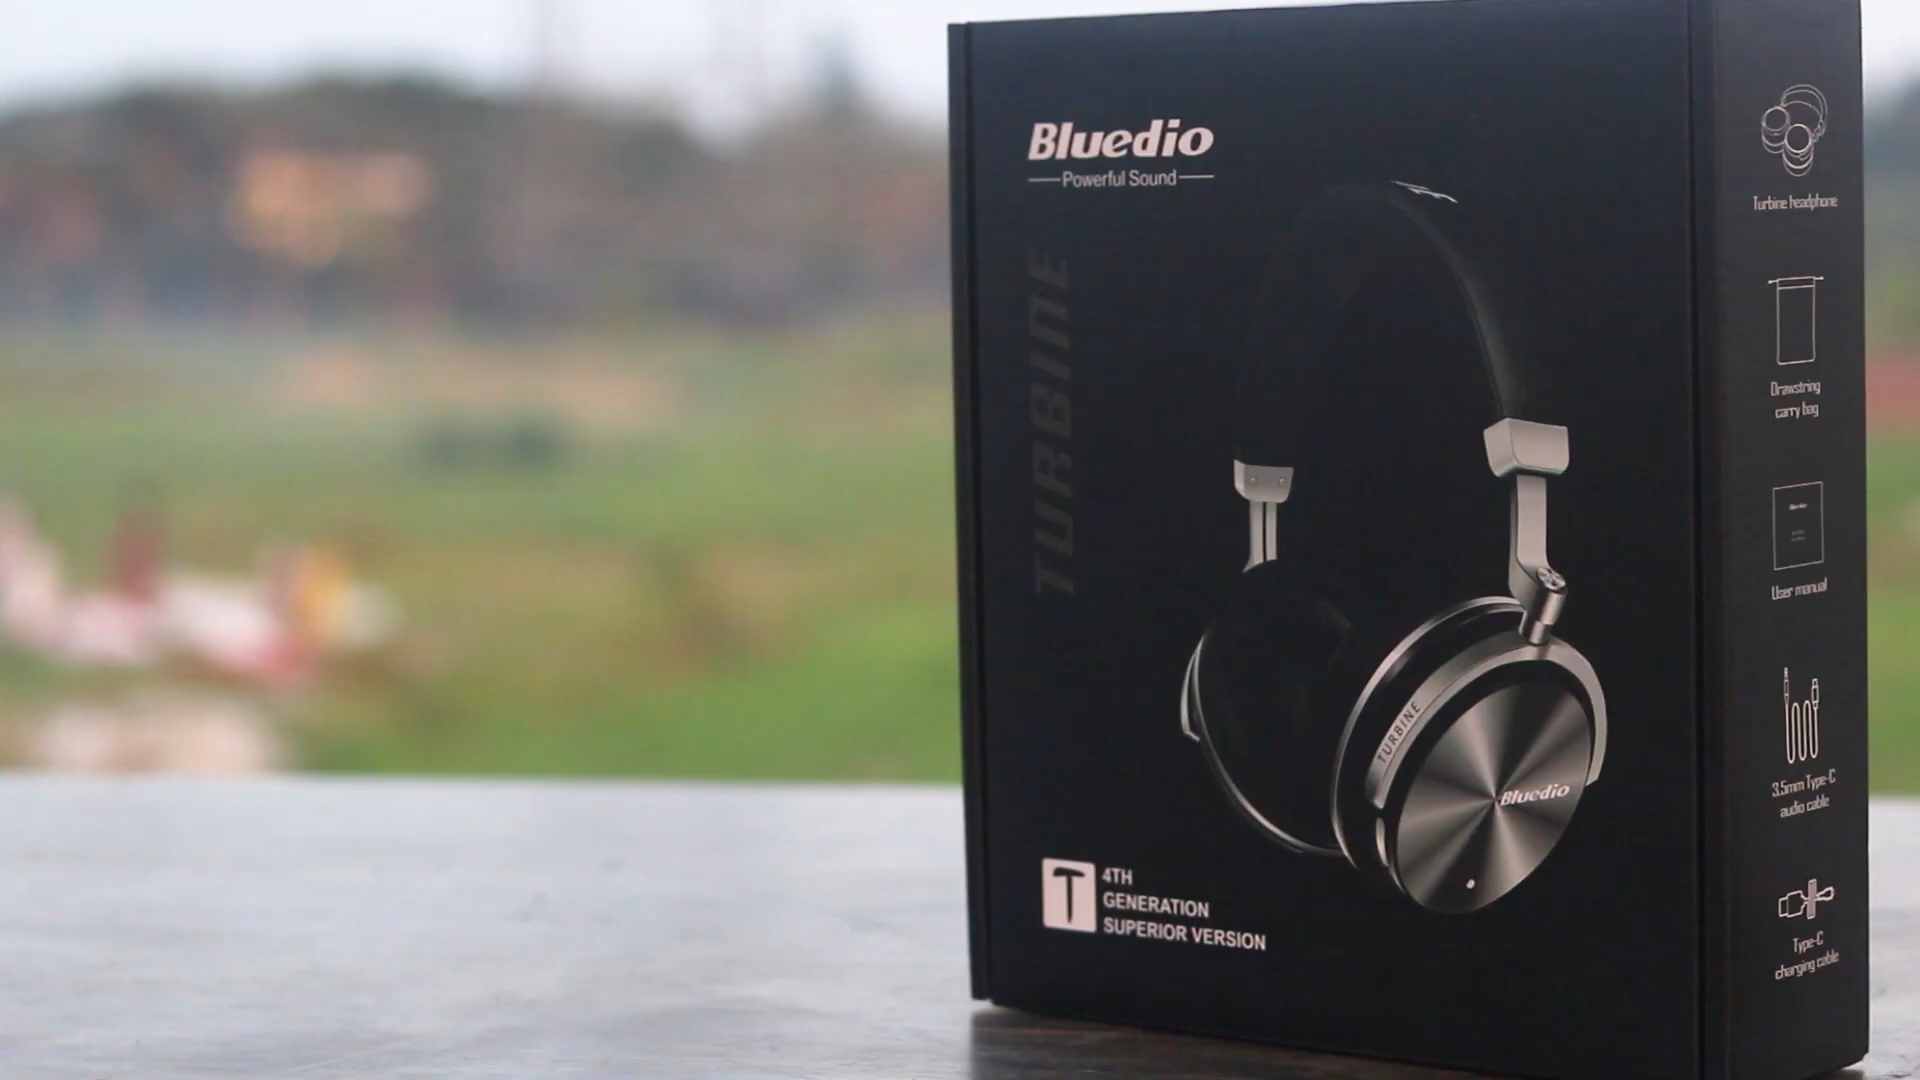 Bluedio
Powerful Sound
TURBINE
TURBINE
Bluedio
T
4TH
GENERATION
SUPERIOR VERSION
Turbine headphone
Drawstring
carry bag
Bluedio
User manual
3.5mm Type-C
audio cable
Type-C
charging cable